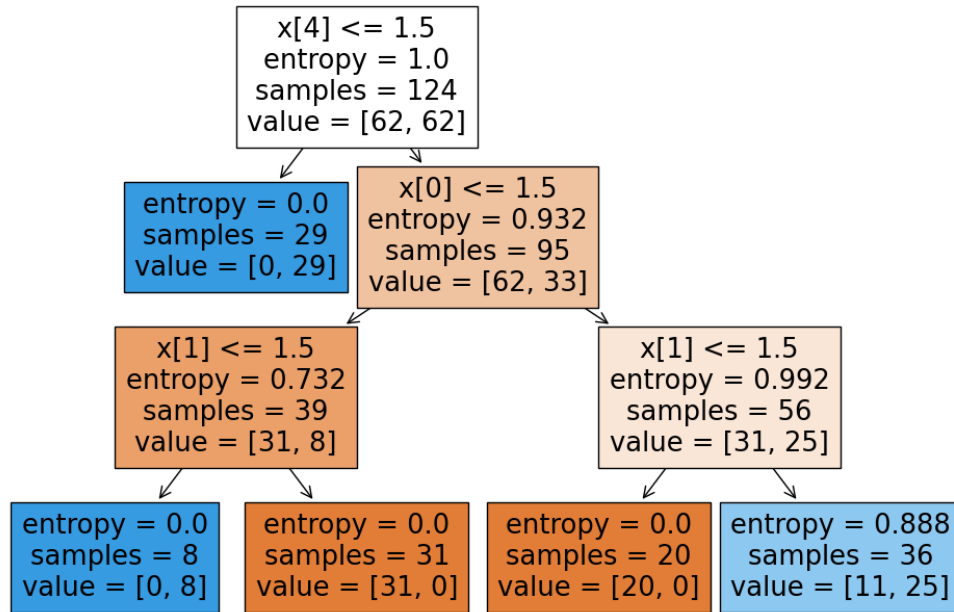 x[4] <= 1.5
entropy = 1.0
samples = 124
value = [62, 62]
entropy = 0.0
samples = 29
value = [0, 29]
x[0] <= 1.5
entropy = 0.932
samples = 95
value = [62, 33]
x[1] <= 1.5
entropy = 0.732
samples = 39
value = [31, 8]
x[1] <= 1.5
entropy = 0.992
samples = 56
value = [31, 25]
entropy = 0.0
samples = 8
value = [0, 8]
entropy = 0.0
samples = 31
value = [31, 0]
entropy = 0.0
samples = 20
value = [20, 0]
entropy = 0.888
samples = 36
value = [11, 25]